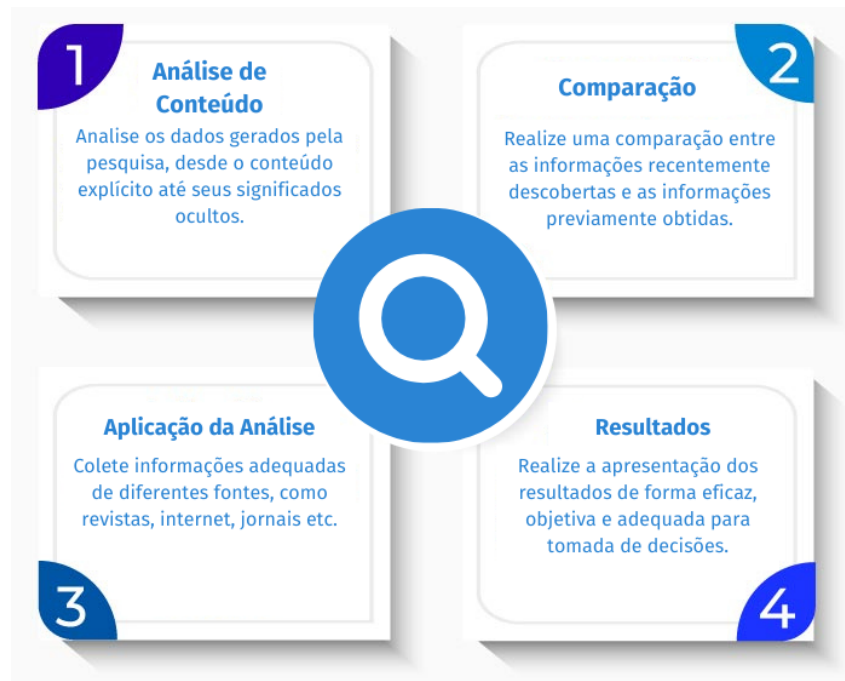 1
Análise de
Conteúdo
Analise os dados gerados pela
pesquisa, desde o conteúdo
explícito até seus significados
ocultos.
2
Comparação
Realize uma comparação entre
as informações recentemente
descobertas e as informações
previamente obtidas.
Aplicação da Análise
Colete informações adequadas
de diferentes fontes, como
revistas, internet, jornais etc.
3
Resultados
Realize a apresentação dos
resultados de forma eficaz,
objetiva e adequada para
tomada de decisões.
4